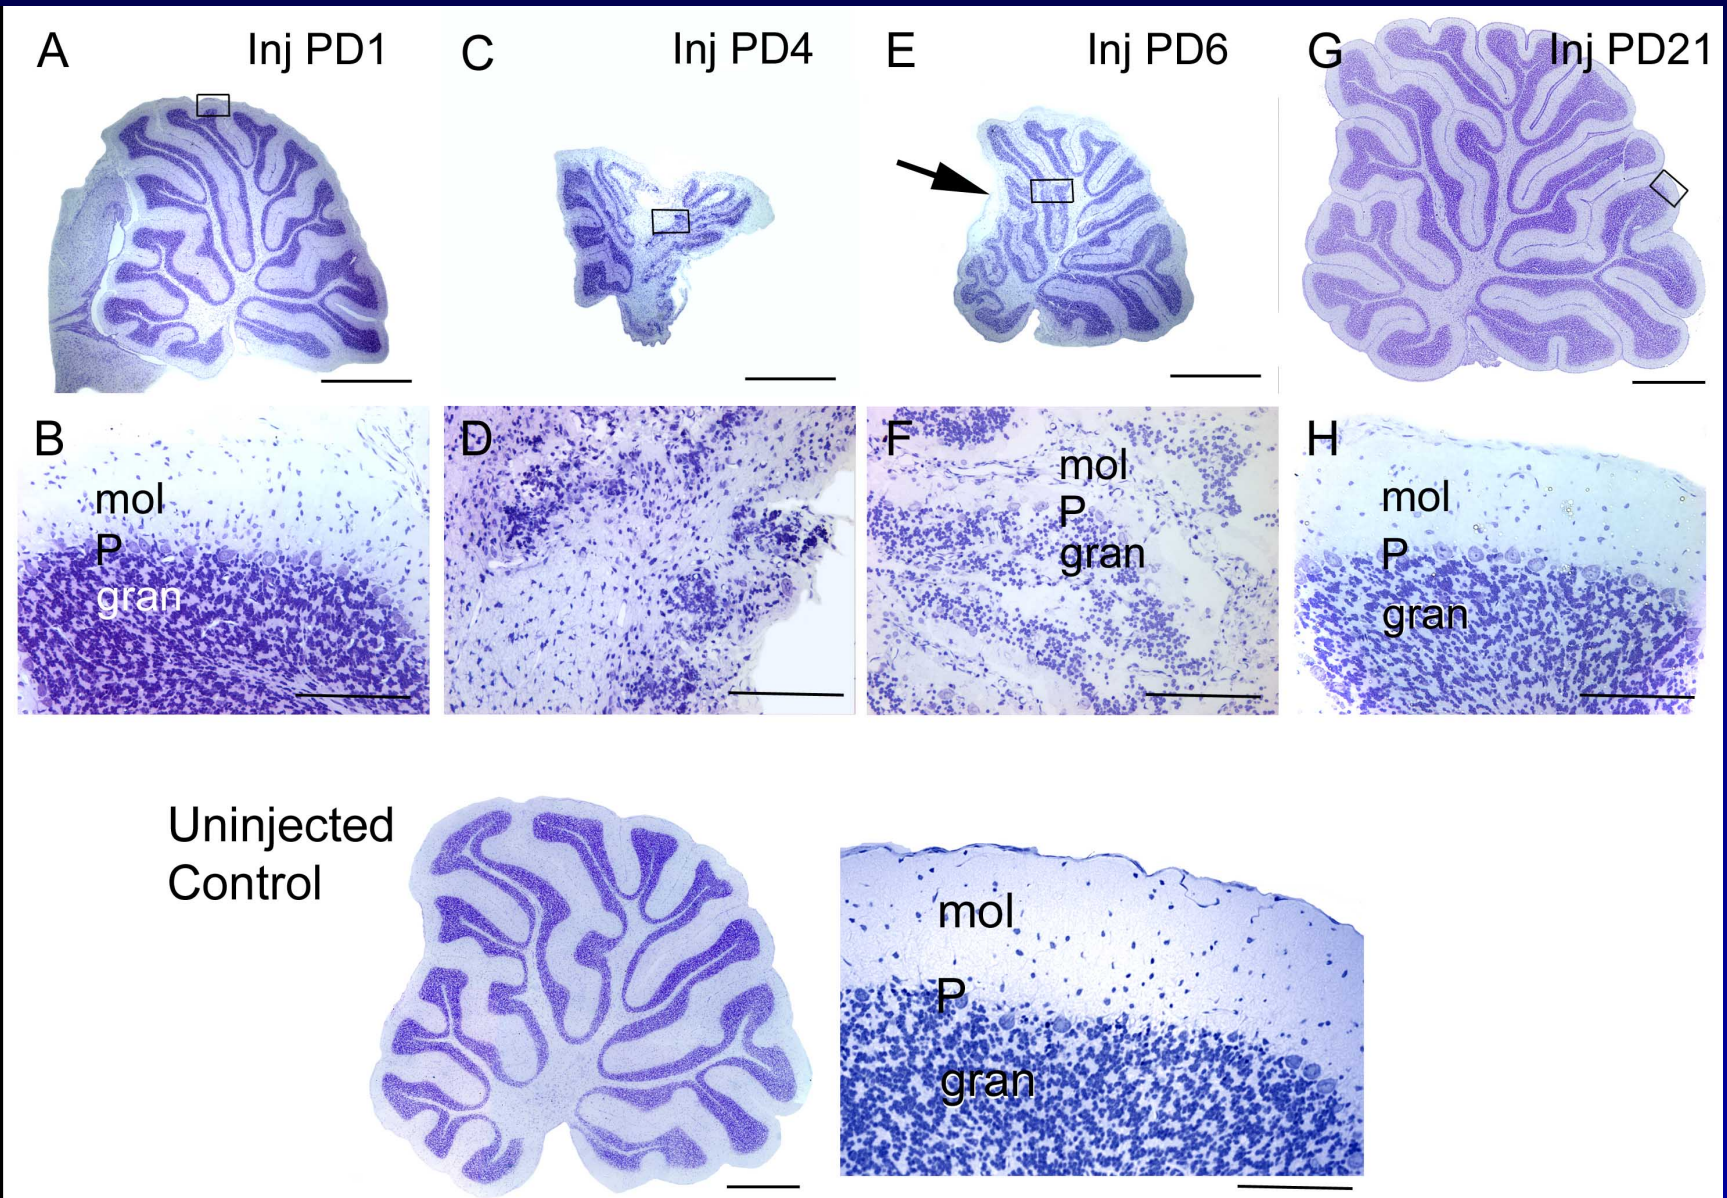 A
Inj PD1
C
Inj PD4
E
Inj PD6
G
Inj PD21
B
mol
P
gran
D
F
mol
P
gran
H
mol
P
gran
Uninjected
Control
mol
P
gran